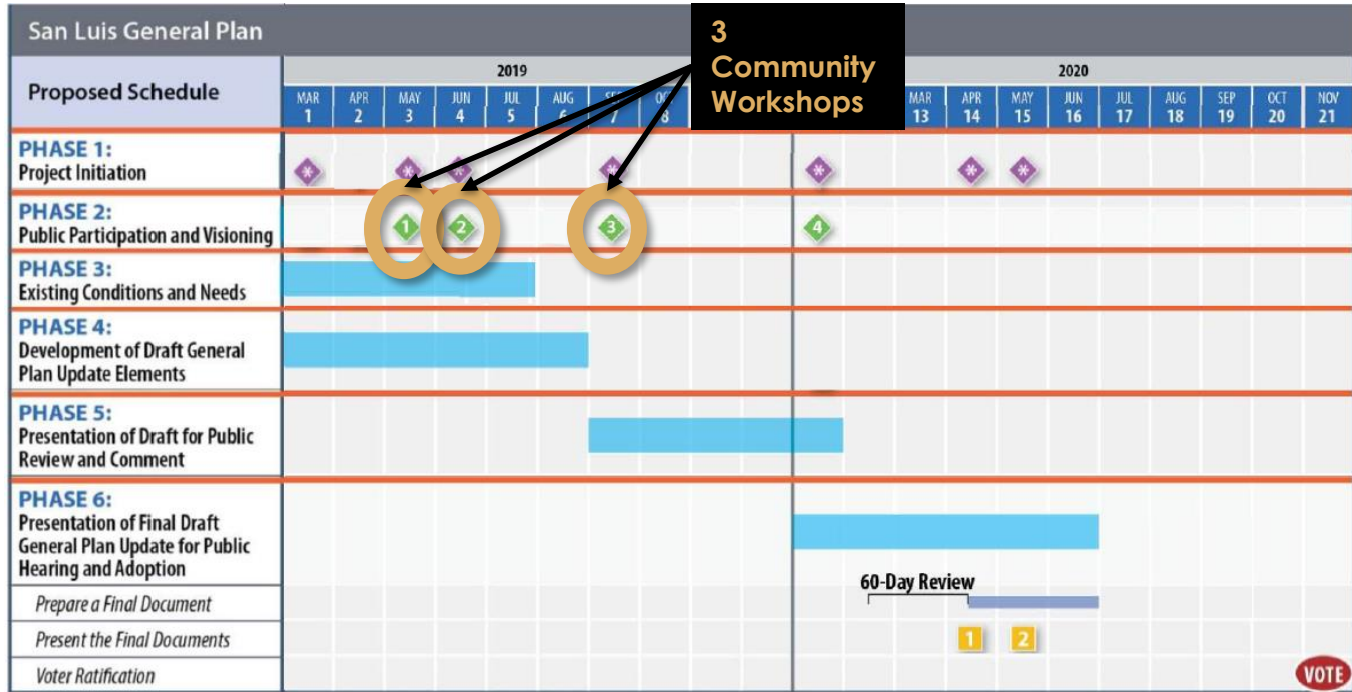 San Luis General Plan
3
Community
Workshops
Proposed Schedule
2019
2020
MAR APR MAY JUN JUL AUG SEP OCT MAR APR MAY JUN JUL AUG SEP OCT NOV
1 2 3 4 5 6 7 8 13 14 15 16 17 18 19 20 21
PHASE 1:
Project Initiation
* * * * * * *
PHASE 2:
Public Participation and Visioning
1 2 3 4
PHASE 3:
Existing Conditions and Needs
PHASE 4:
Development of Draft General
Plan Update Elements
PHASE 5:
Presentation of Draft for Public
Review and Comment
PHASE 6:
Presentation of Final Draft
General Plan Update for Public
Hearing and Adoption
60-Day Review
Prepare a Final Document
Present the Final Documents
1 2
Voter Ratification
VOTE